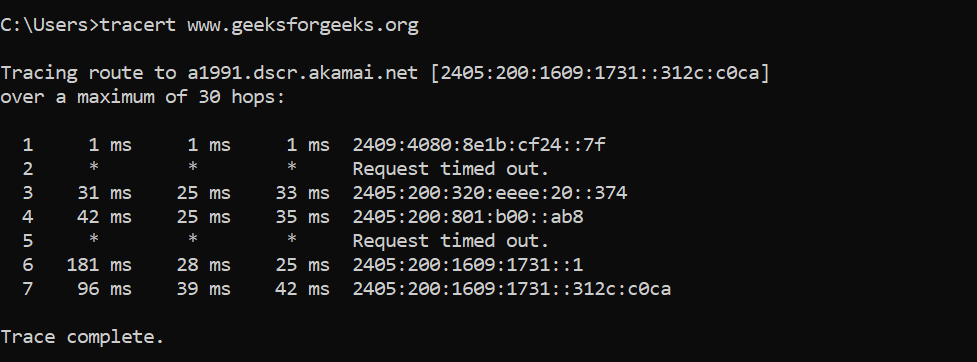 C:\Users>tracert www.geeksforgeeks.org
Tracing route to a1991.dscr.akamai.net [2405:200:1609:1731::312c:c0ca]
over a maximum of 30 hops:
1 1 ms 1 ms 1 ms 2409:4080:8e1b:cf24::7f
2 * * * Request timed out.
3 31 ms 25 ms 33 ms 2405:200:320:eeee:20::374
4 42 ms 25 ms 35 ms 2405:200:801:b00::ab8
5 * * * Request timed out.
6 181 ms 28 ms 25 ms 2405:200:1609:1731::1
7 96 ms 39 ms 42 ms 2405:200:1609:1731::312c:c0ca
Trace complete.